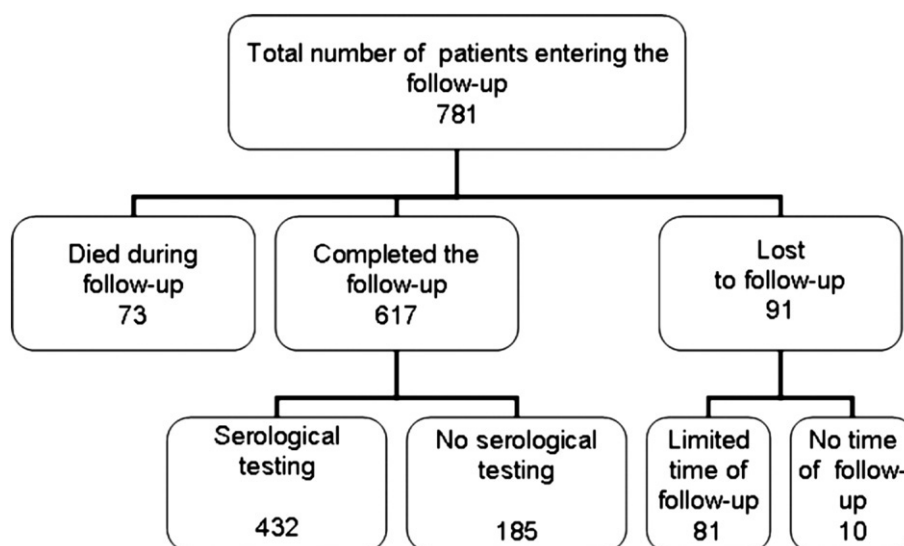 Total number of patients entering the
follow-up
781
Died during
follow-up
73
Completed the
follow-up
617
Lost
to follow-up
91
Serological
testing
432
No serological
testing
185
Limited
time of
follow-up
81
No time
of follow-
up
10